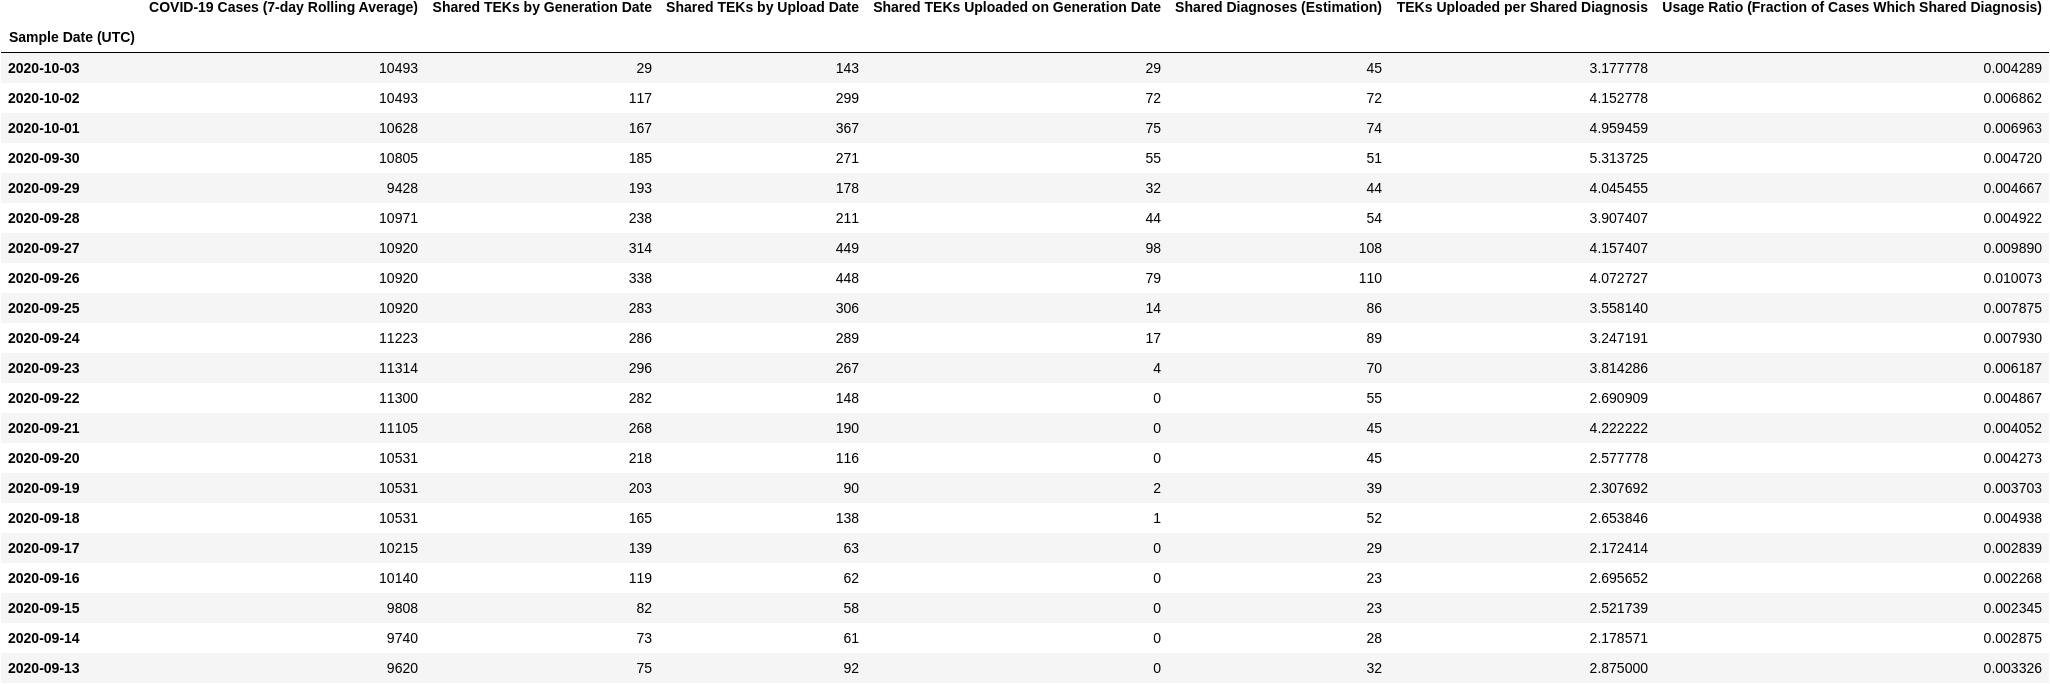 COVID-19 Cases (7-day Rolling Average) Shared TEKs by Generation Date Shared TEKs by Upload Date Shared TEKs Uploaded on Generation Date Shared Diagnoses (Estimation) TEKs Uploaded per Shared Diagnosis Usage Ratio (Fraction of Cases Which Shared Diagnosis)
Sample Date (UTC)
2020-10-03 10493 29 143 29 45 3.177778 0.004289
2020-10-02 10493 117 299 72 72 4.152778 0.006862
2020-10-01 10628 167 367 75 74 4.959459 0.006963
2020-09-30 10805 185 271 55 51 5.313725 0.004720
2020-09-29 9428 193 178 32 44 4.045455 0.004667
2020-09-28 10971 238 211 44 54 3.907407 0.004922
2020-09-27 10920 314 449 98 108 4.157407 0.009890
2020-09-26 10920 338 448 79 110 4.072727 0.010073
2020-09-25 10920 283 306 14 86 3.558140 0.007875
2020-09-24 11223 286 289 17 89 3.247191 0.007930
2020-09-23 11314 296 267 4 70 3.814286 0.006187
2020-09-22 11300 282 148 0 55 2.690909 0.004867
2020-09-21 11105 268 190 0 45 4.222222 0.004052
2020-09-20 10531 218 116 0 45 2.577778 0.004273
2020-09-19 10531 203 90 2 39 2.307692 0.003703
2020-09-18 10531 165 138 1 52 2.653846 0.004938
2020-09-17 10215 139 63 0 29 2.172414 0.002839
2020-09-16 10140 119 62 0 23 2.695652 0.002268
2020-09-15 9808 82 58 0 23 2.521739 0.002345
2020-09-14 9740 73 61 0 28 2.178571 0.002875
2020-09-13 9620 75 92 0 32 2.875000 0.003326